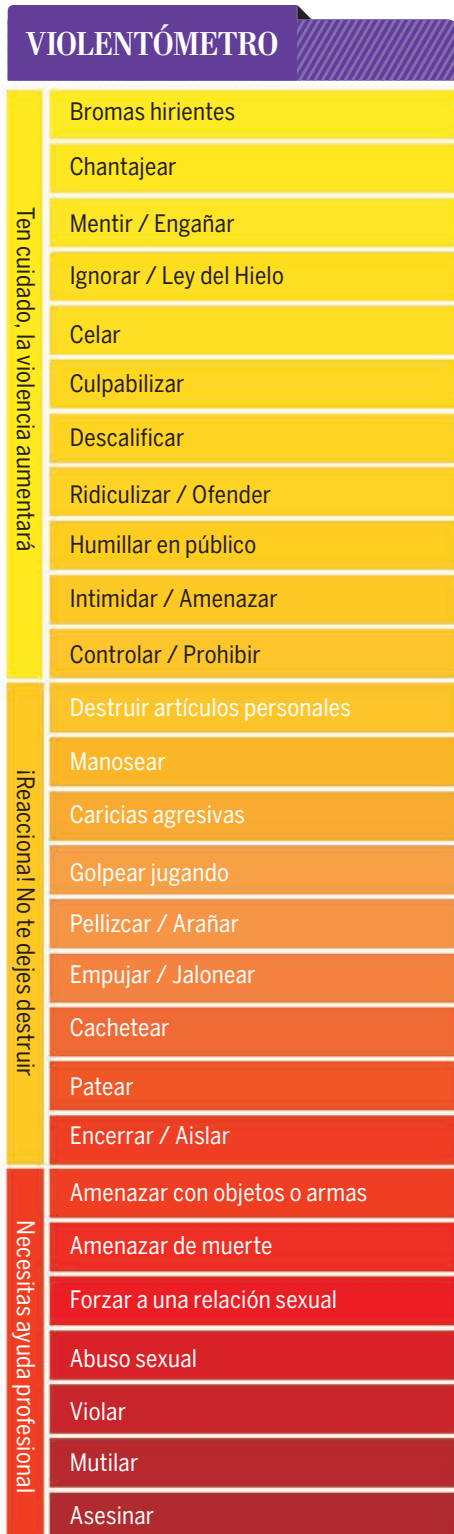 VIOLENTÓMETRO
Ten cuidado, la violencia aumentará
Bromas hirientes
Chantajear
Mentir / Engañar
Ignorar / Ley del Hielo
Celar
Culpabilizar
Descalificar
Ridiculizar / Ofender
Humillar en público
Intimidar / Amenazar
Controlar / Prohibir
¡Reacciona! No te dejes destruir
Destruir artículos personales
Manosear
Caricias agresivas
Golpear jugando
Pellizcar / Arañar
Empujar / Jalonear
Cachetear
Patear
Encerrar / Aislar
Necesitas ayuda profesional
Amenazar con objetos o armas
Amenazar de muerte
Forzar a una relación sexual
Abuso sexual
Violar
Mutilar
Asesinar